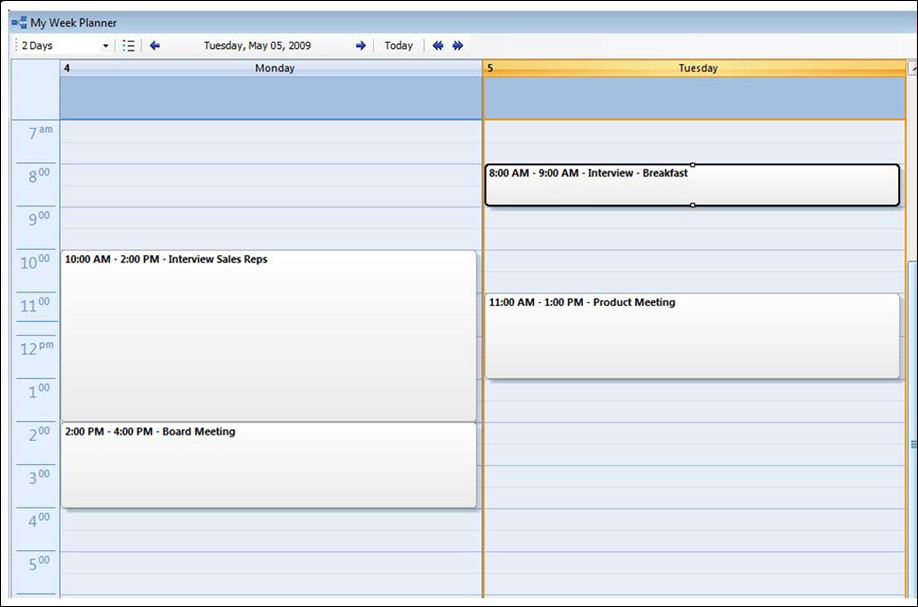 My Week Planner
2 Days Tuesday, May 05, 2009 Today
4 Monday 5 Tuesday
7 am
8:00 AM - 9:00 AM - Interview - Breakfast
8 00
9 00
10:00 AM - 2:00 PM - Interview Sales Reps
10 00
11:00 AM - 1:00 PM - Product Meeting
11 00
12 pm
1 00
2:00 PM - 4:00 PM - Board Meeting
2 00
3 00
4 00
5 00